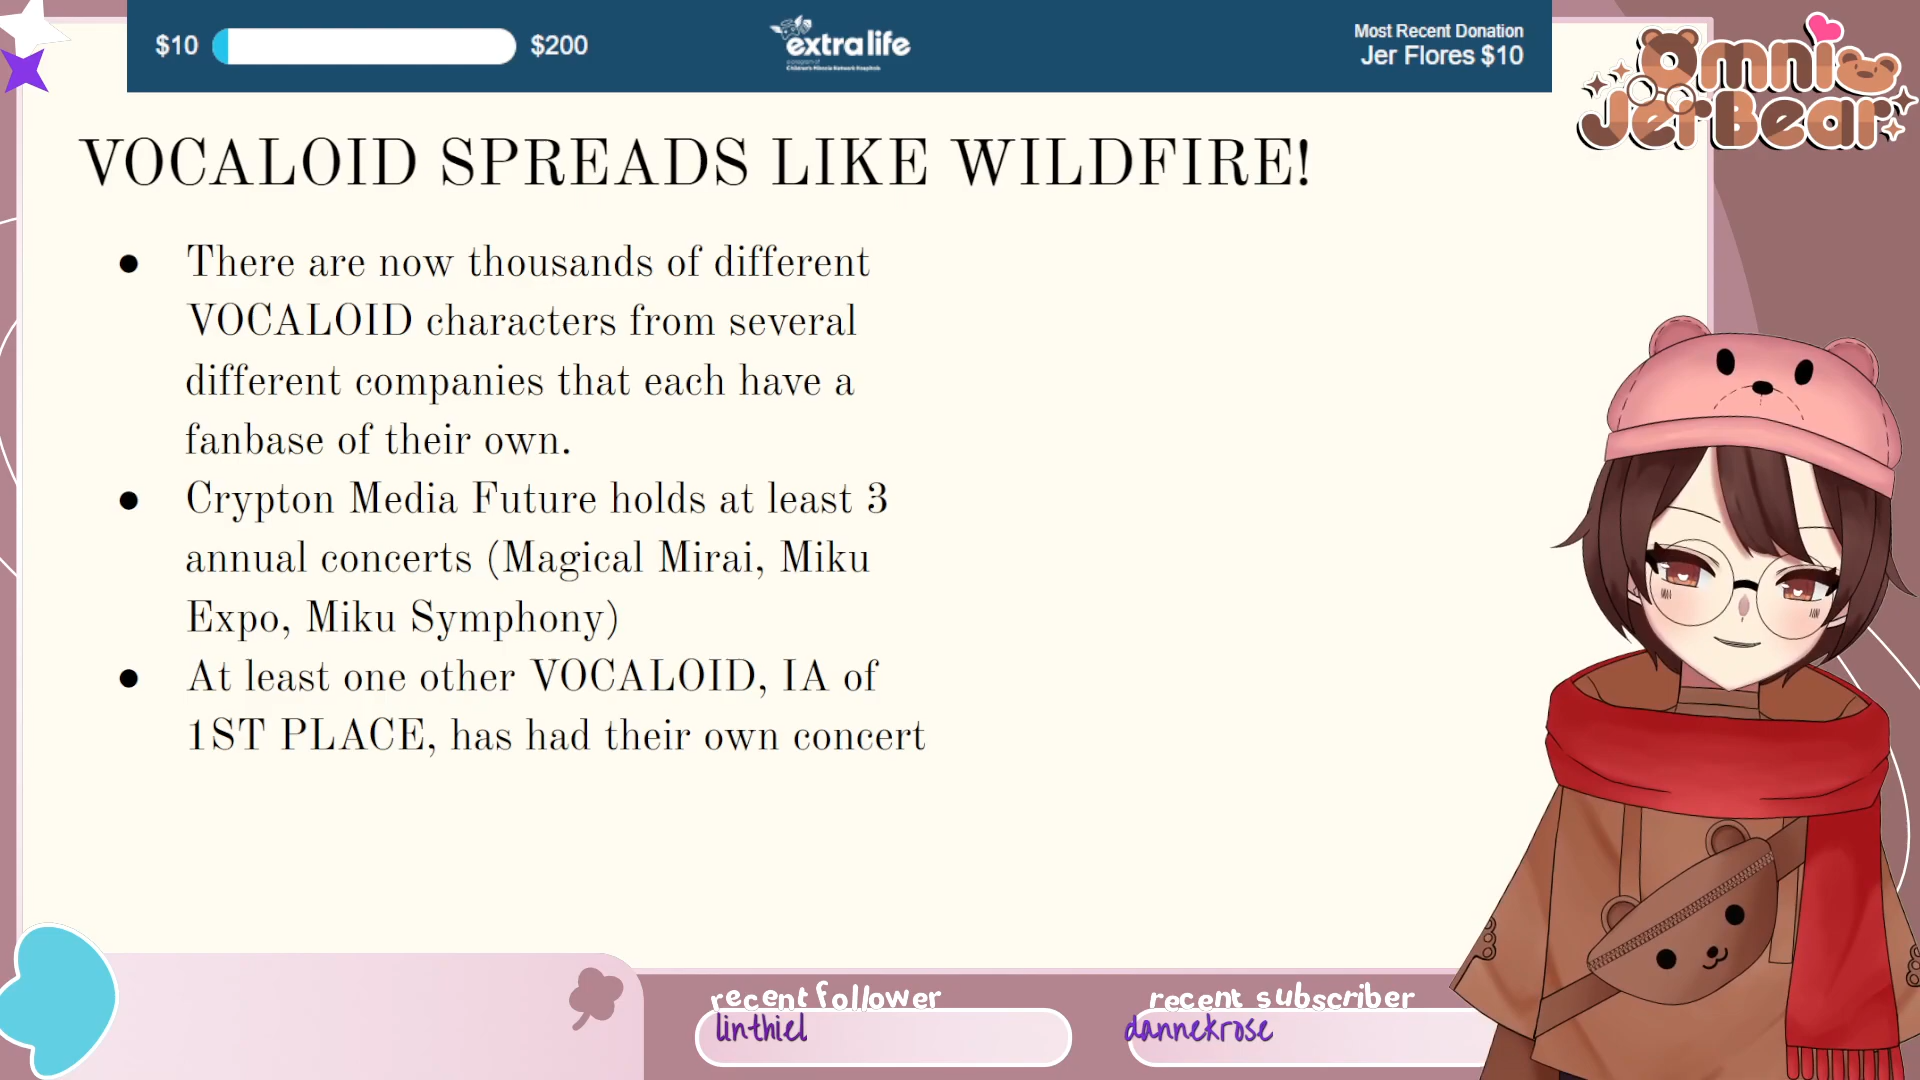 $10
$200
extralife
Most Recent Donation
Jer Flores $10
Omni
JerBear
VOCALOID SPREADS LIKE WILDFIRE!
● There are now thousands of different
VOCALOID characters from several
different companies that each have a
fanbase of their own.
● Crypton Media Future holds at least 3
annual concerts (Magical Mirai, Miku
Expo, Miku Symphony)
● At least one other VOCALOID, IA of
1ST PLACE, has had their own concert
recent follower
linthiel
recent subscriber
dannekrose